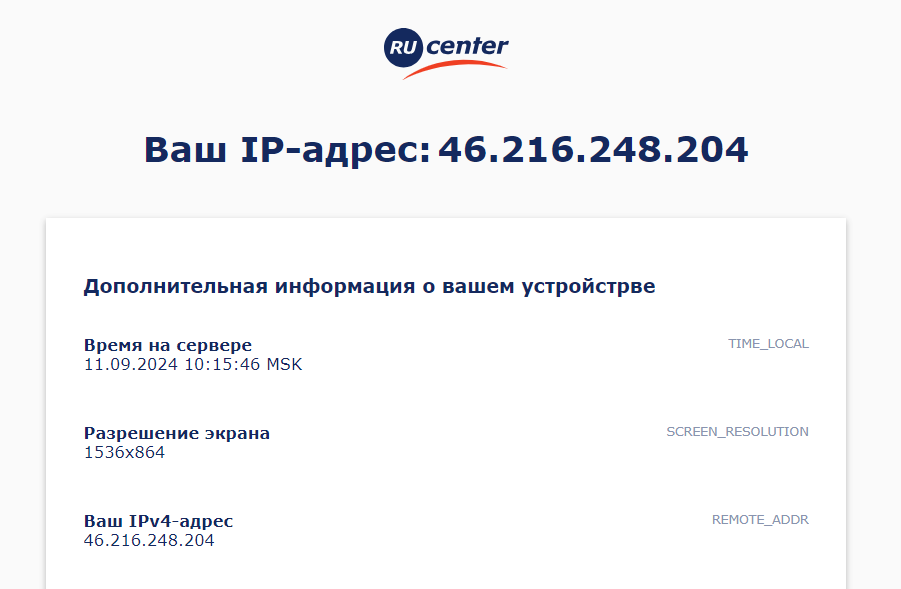 RU center
Ваш IP-адрес: 46.216.248.204
Дополнительная информация о вашем устройстрве
Время на сервере
TIME_LOCAL
11.09.2024 10:15:46 MSK
Разрешение экрана
SCREEN_RESOLUTION
1536x864
Ваш IPv4-адрес
REMOTE_ADDR
46.216.248.204